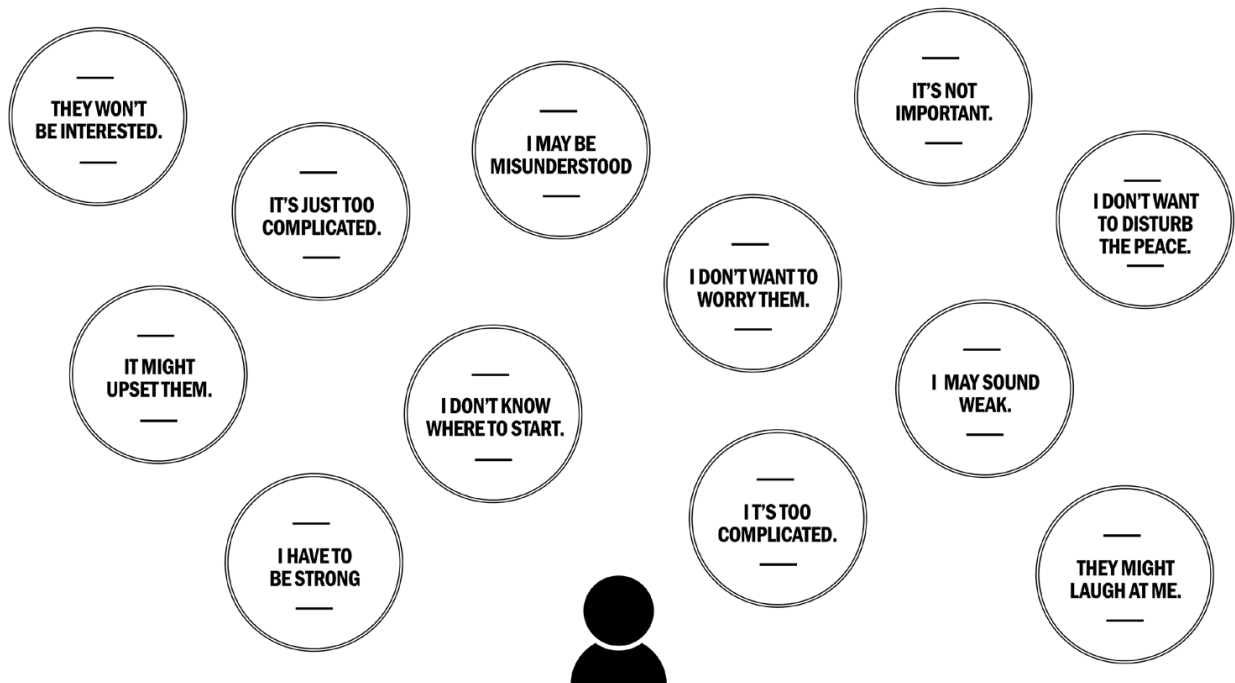 THEY WON'T
BE INTERESTED.
IT'S JUST TOO
COMPLICATED.
I MAY BE
MISUNDERSTOOD
IT'S NOT
IMPORTANT.
I DON'T WANT
TO DISTURB
THE PEACE.
I DON'T WANT TO
WORRY THEM.
IT MIGHT
UPSET THEM.
I DON'T KNOW
WHERE TO START.
I MAY SOUND
WEAK.
I HAVE TO
BE STRONG
I T'S TOO
COMPLICATED.
THEY MIGHT
LAUGH AT ME.